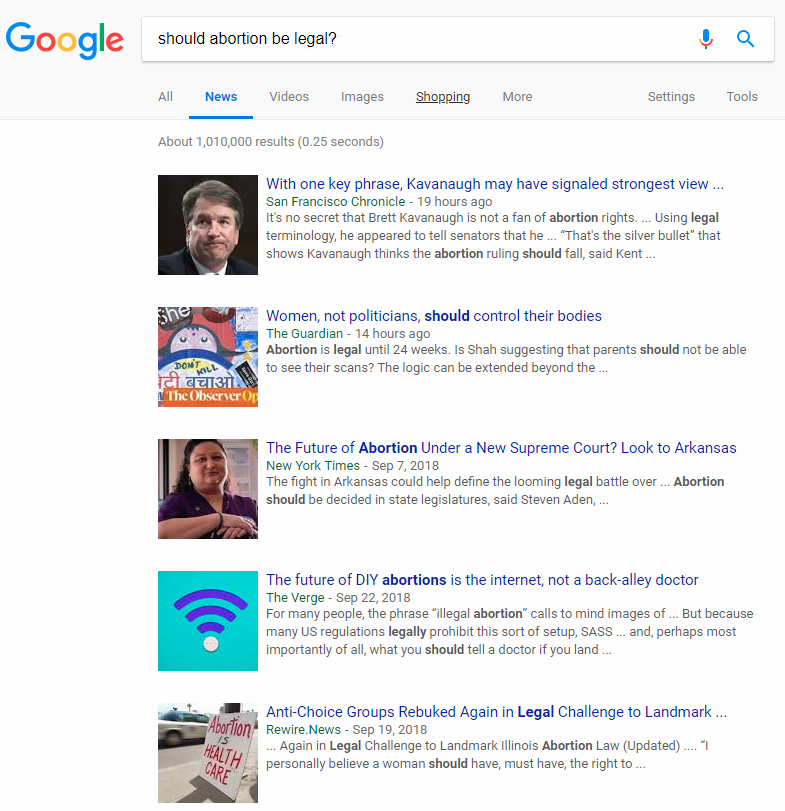 Google
should abortion be legal?
All News Videos Images Shopping More Settings Tools
About 1,010,000 results (0.25 seconds)
With one key phrase, Kavanaugh may have signaled strongest view ...
San Francisco Chronicle - 19 hours ago
It's no secret that Brett Kavanaugh is not a fan of abortion rights. ... Using legal
terminology, he appeared to tell senators that he ... “That's the silver bullet” that
shows Kavanaugh thinks the abortion ruling should fall, said Kent ...
Women, not politicians, should control their bodies
The Guardian - 14 hours ago
Abortion is legal until 24 weeks. Is Shah suggesting that parents should not be able
to see their scans? The logic can be extended beyond the ...
she
DON'T KILL
बेटी बचाओ
The Observer
The Future of Abortion Under a New Supreme Court? Look to Arkansas
New York Times - Sep 7, 2018
The fight in Arkansas could help define the looming legal battle over ... Abortion
should be decided in state legislatures, said Steven Aden, ...
The future of DIY abortions is the internet, not a back-alley doctor
The Verge - Sep 22, 2018
For many people, the phrase “illegal abortion” calls to mind images of ... But because
many US regulations legally prohibit this sort of setup, SASS ... and, perhaps most
importantly of all, what you should tell a doctor if you land ...
Anti-Choice Groups Rebuked Again in Legal Challenge to Landmark ...
Rewire.News - Sep 19, 2018
... Again in Legal Challenge to Landmark Illinois Abortion Law (Updated) .... “I
personally believe a woman should have, must have, the right to ...
Abortion
IS
HEALTH
CARE